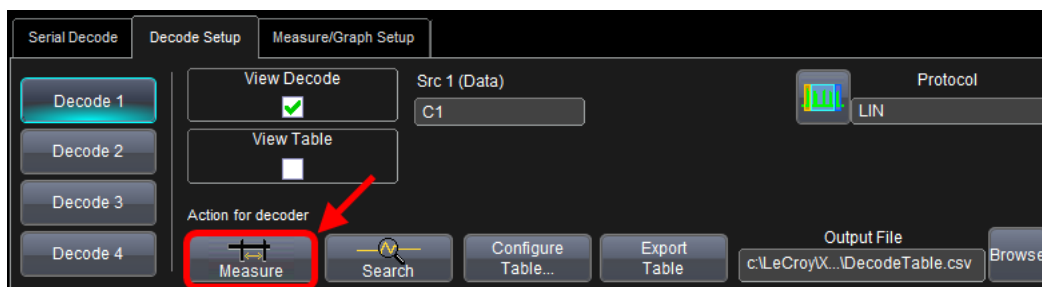 Serial Decode
Decode Setup
Measure/Graph Setup
Decode 1
Decode 2
Decode 3
Decode 4
View Decode
View Table
Src 1 (Data)
C1
Protocol
LIN
Action for decoder
Measure
Search
Configure
Table...
Export
Table
Output File
c:\LeCroy\X...\DecodeTable.csv
Browse